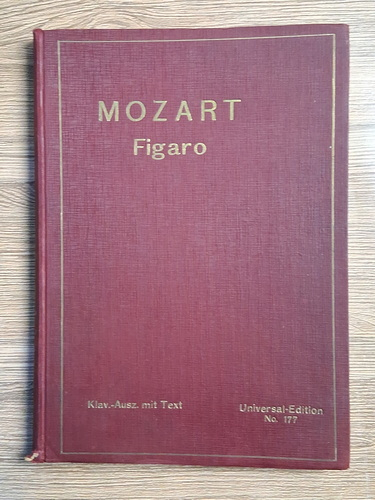 MOZART
Figaro
Klav.-Ausz. mit Text
Universal-Edition
No. 177